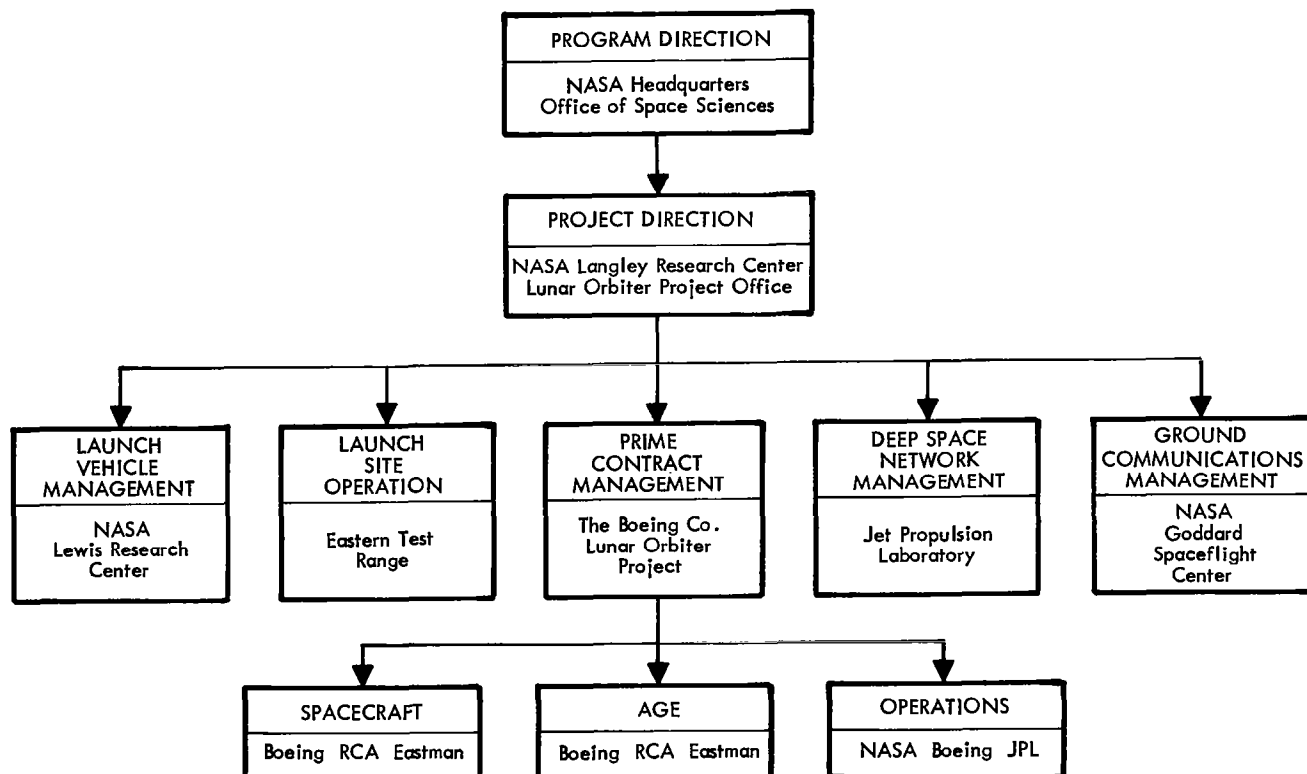 PROGRAM DIRECTION
NASA Headquarters
Office of Space Sciences
PROJECT DIRECTION
NASA Langley Research Center
Lunar Orbiter Project Office
LAUNCH
VEHICLE
MANAGEMENT
NASA
Lewis Research
Center
LAUNCH
SITE
OPERATION
Eastern Test
Range
PRIME
CONTRACT
MANAGEMENT
The Boeing Co.
Lunar Orbiter
Project
DEEP SPACE
NETWORK
MANAGEMENT
Jet Propulsion
Laboratory
GROUND
COMMUNICATIONS
MANAGEMENT
NASA
Goddard
Spaceflight
Center
SPACECRAFT
Boeing RCA Eastman
AGE
Boeing RCA Eastman
OPERATIONS
NASA Boeing JPL